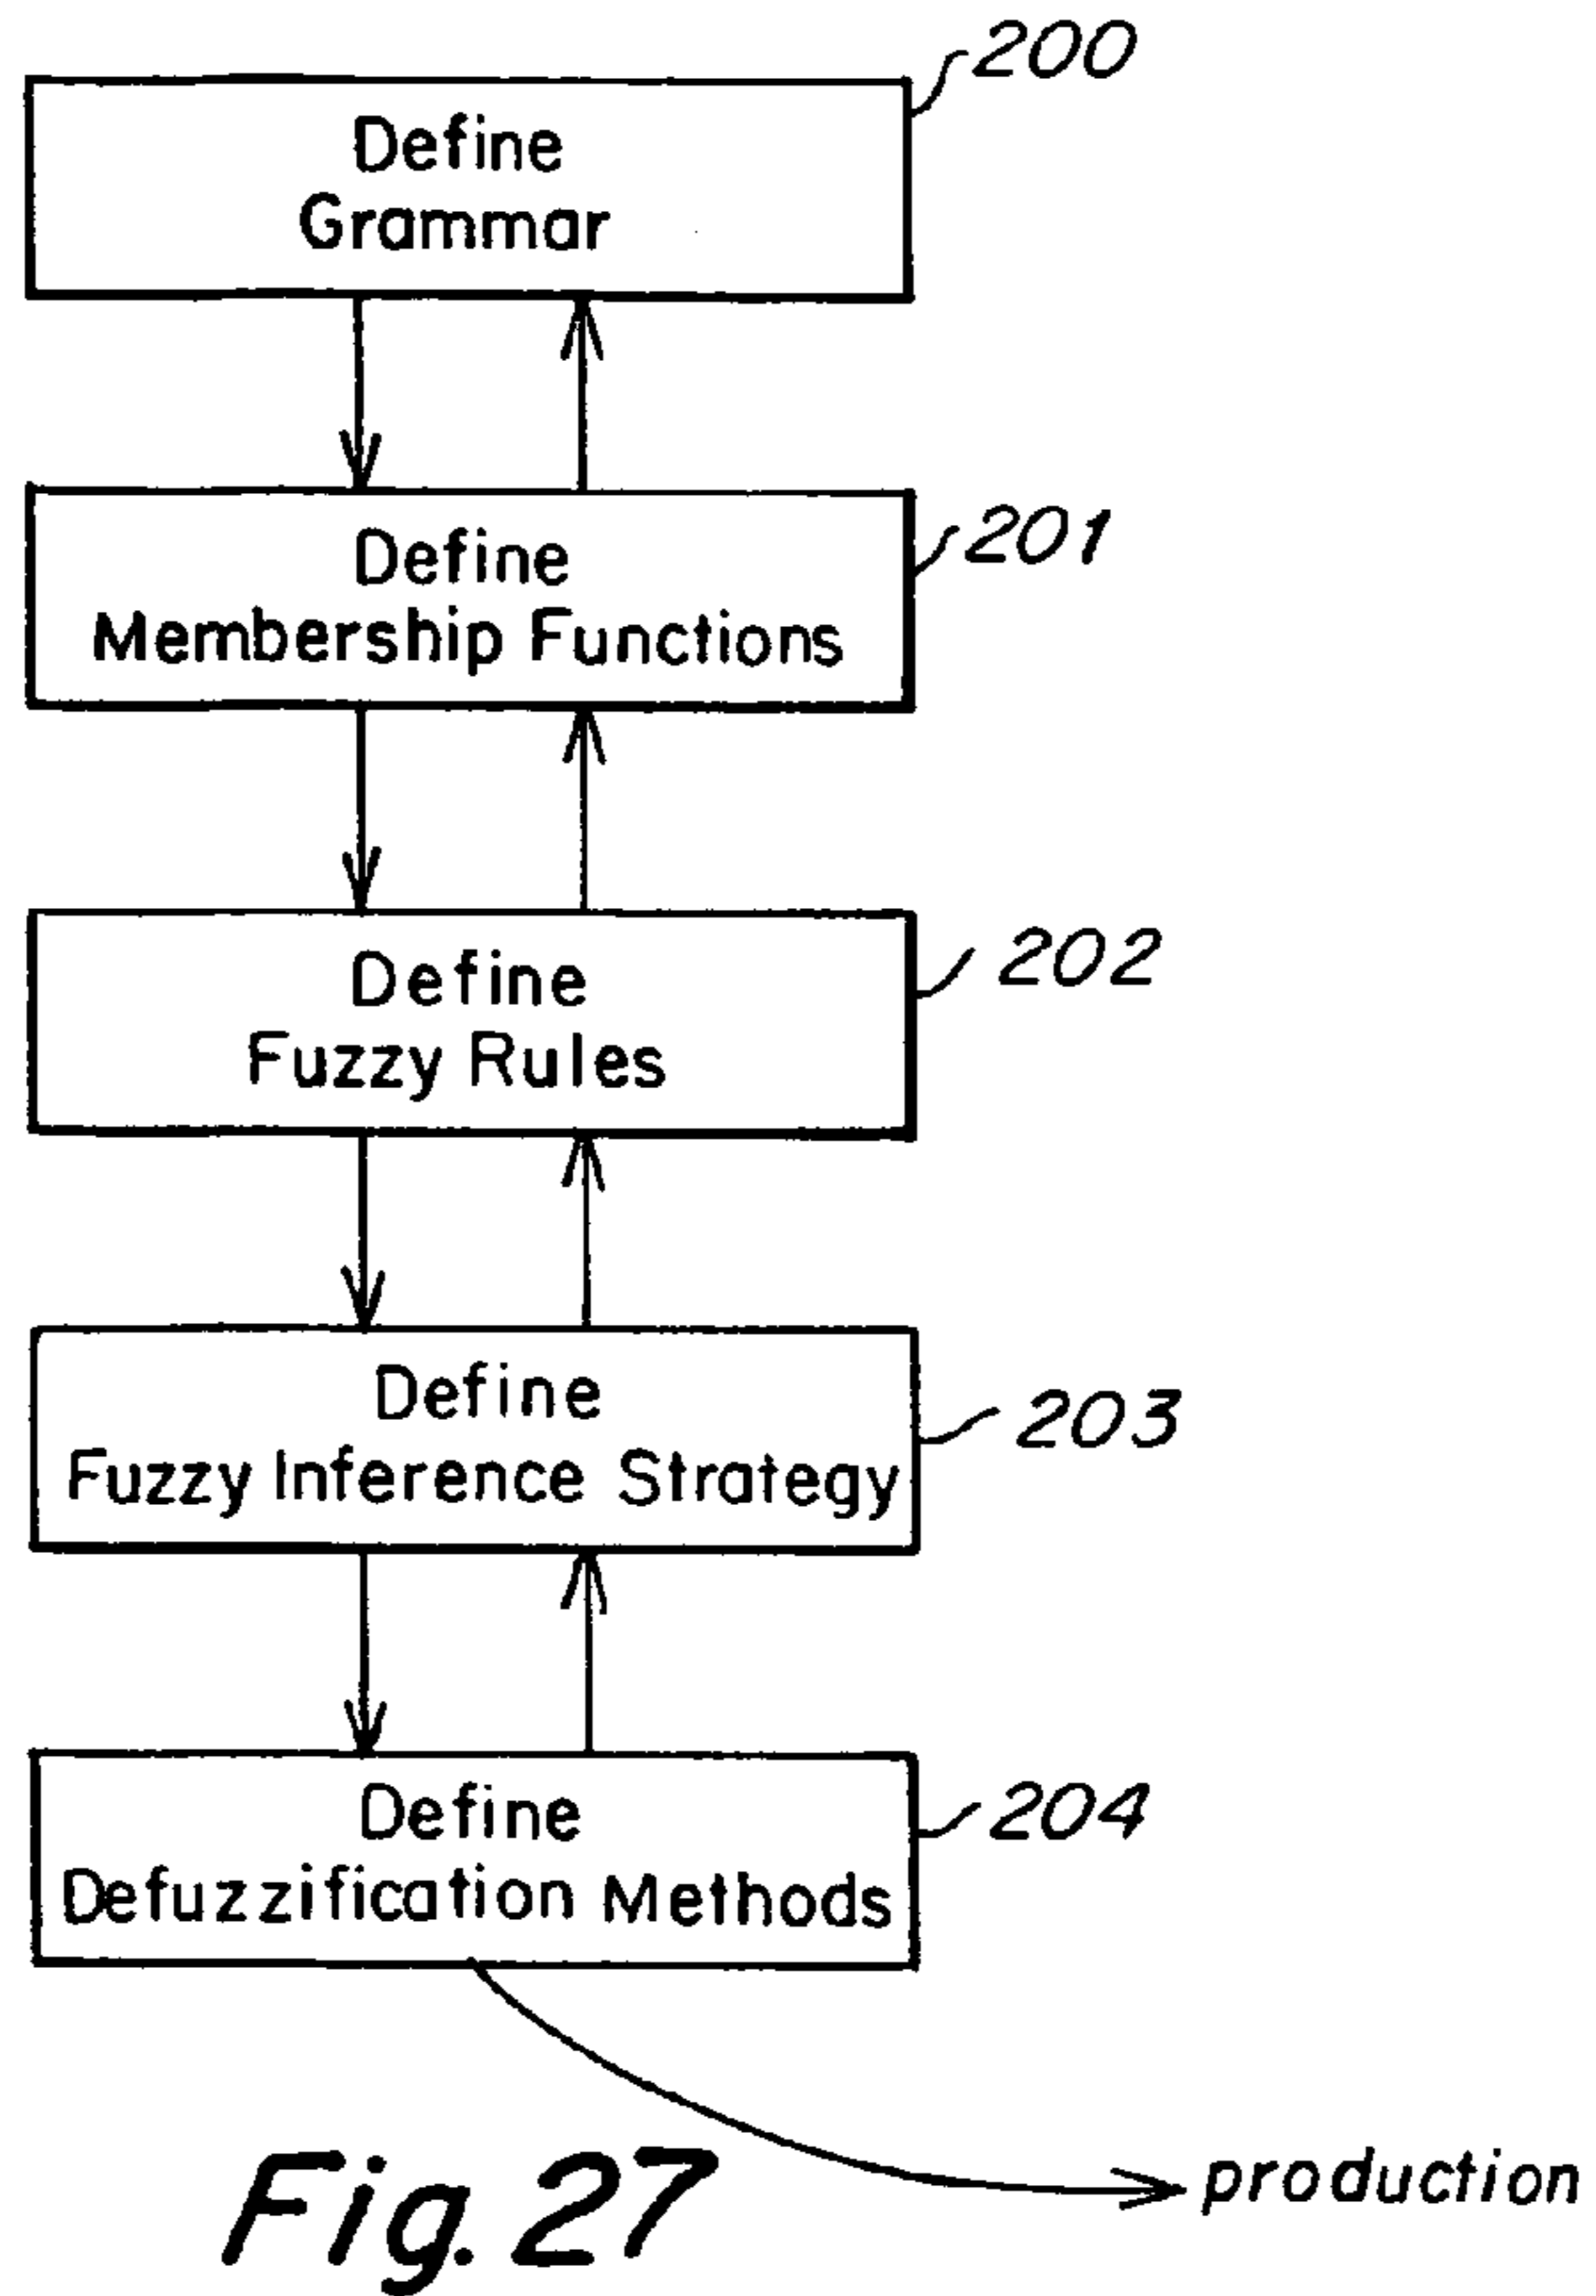 200
Define
Grammar
201
Define
Membership Functions
202
Define
Fuzzy Rules
203
Define
Fuzzy Inference Strategy
204
Define
Defuzzification Methods
production
Fig. 27